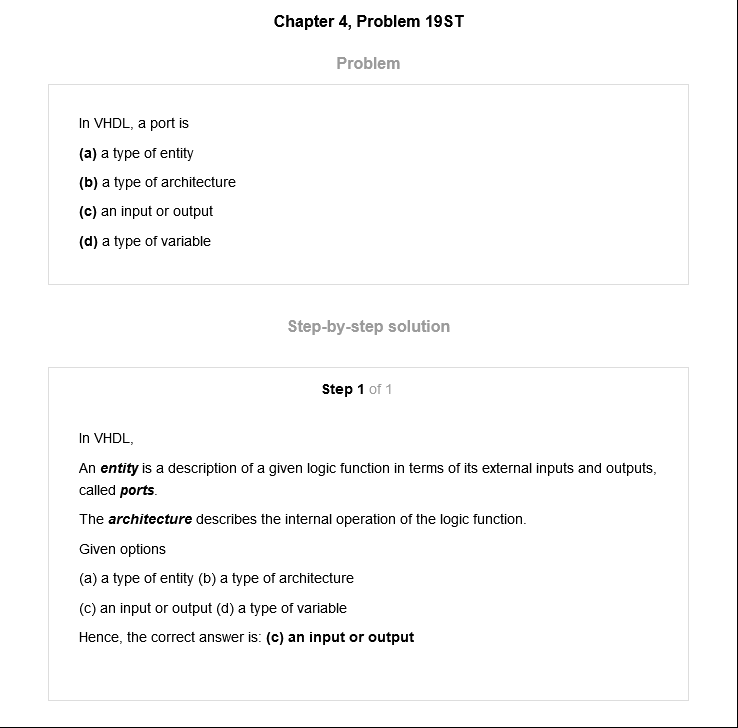 Chapter 4, Problem 19ST
Problem
In VHDL, a port is
(a) a type of entity
(b) a type of architecture
(c) an input or output
(d) a type of variable
Step-by-step solution
Step 1 of 1
In VHDL,
An entity is a description of a given logic function in terms of its external inputs and outputs,
called ports.
The architecture describes the internal operation of the logic function.
Given options
(a) a type of entity (b) a type of architecture
(c) an input or output (d) a type of variable
Hence, the correct answer is: (c) an input or output